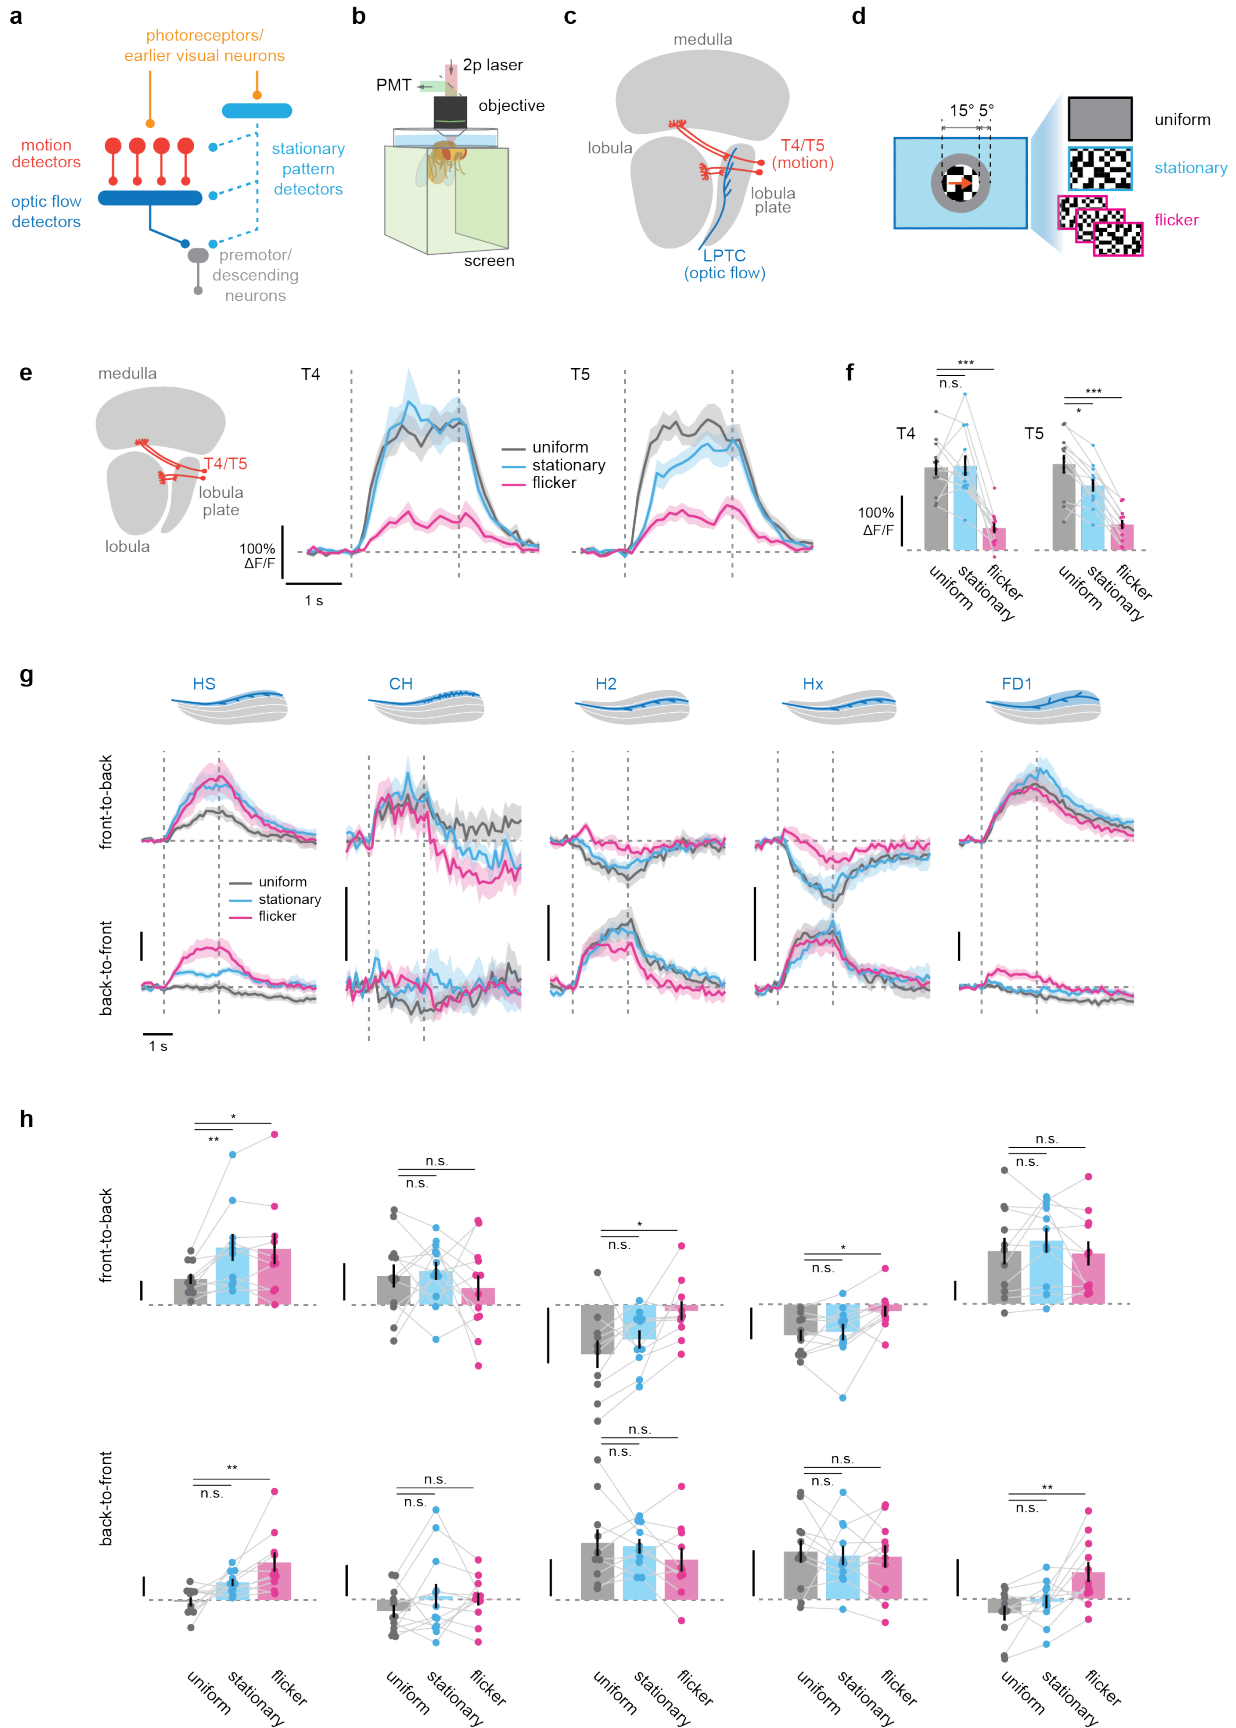 a
photoreceptors/
earlier visual neurons
motion
detectors
stationary
pattern
detectors
optic flow
detectors
premotor/
descending
neurons
b
2p laser
PMT
objective
screen
c
medulla
lobula
T4/T5
(motion)
lobula
plate
LPTC
(optic flow)
d
15° 5°
uniform
stationary
flicker
e
medulla
T4/T5
lobula
plate
lobula
T4
T5
uniform
stationary
flicker
100%
ΔF/F
1 s
f
***
n.s.
T4
***
*
T5
100%
ΔF/F
uniform
stationary
flicker
uniform
stationary
flicker
g
HS
CH
H2
Hx
FD1
front-to-back
uniform
stationary
flicker
back-to-front
1 s
h
front-to-back
*
**
n.s.
n.s.
*
n.s.
*
n.s.
n.s.
n.s.
back-to-front
**
n.s.
n.s.
n.s.
n.s.
n.s.
n.s.
n.s.
**
n.s.
uniform
stationary
flicker
uniform
stationary
flicker
uniform
stationary
flicker
uniform
stationary
flicker
uniform
stationary
flicker